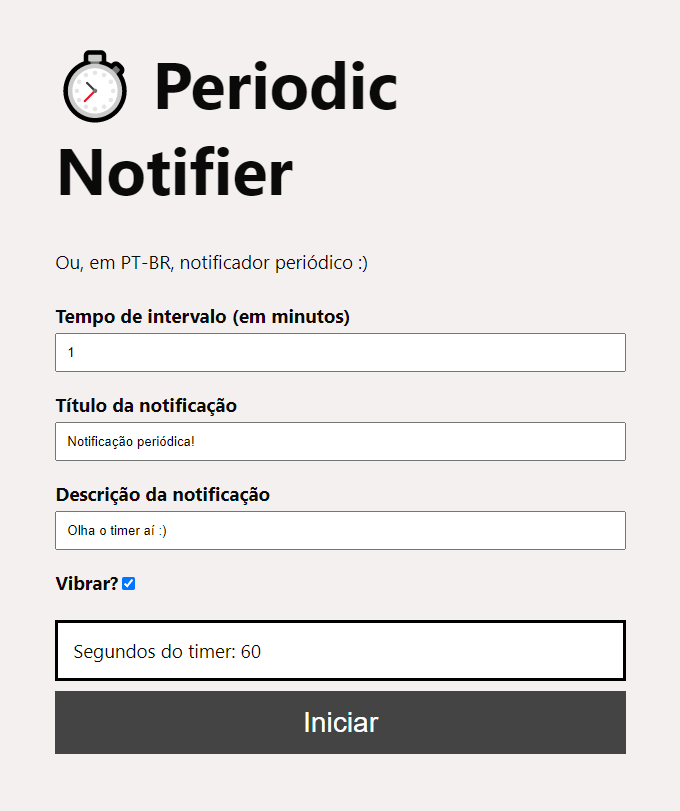 Periodic
Notifier
Ou, em PT-BR, notificador periódico :)
Tempo de intervalo (em minutos)
1
Título da notificação
Notificação periódica!
Descrição da notificação
Olha o timer aí :)
Vibrar?
Segundos do timer: 60
Iniciar